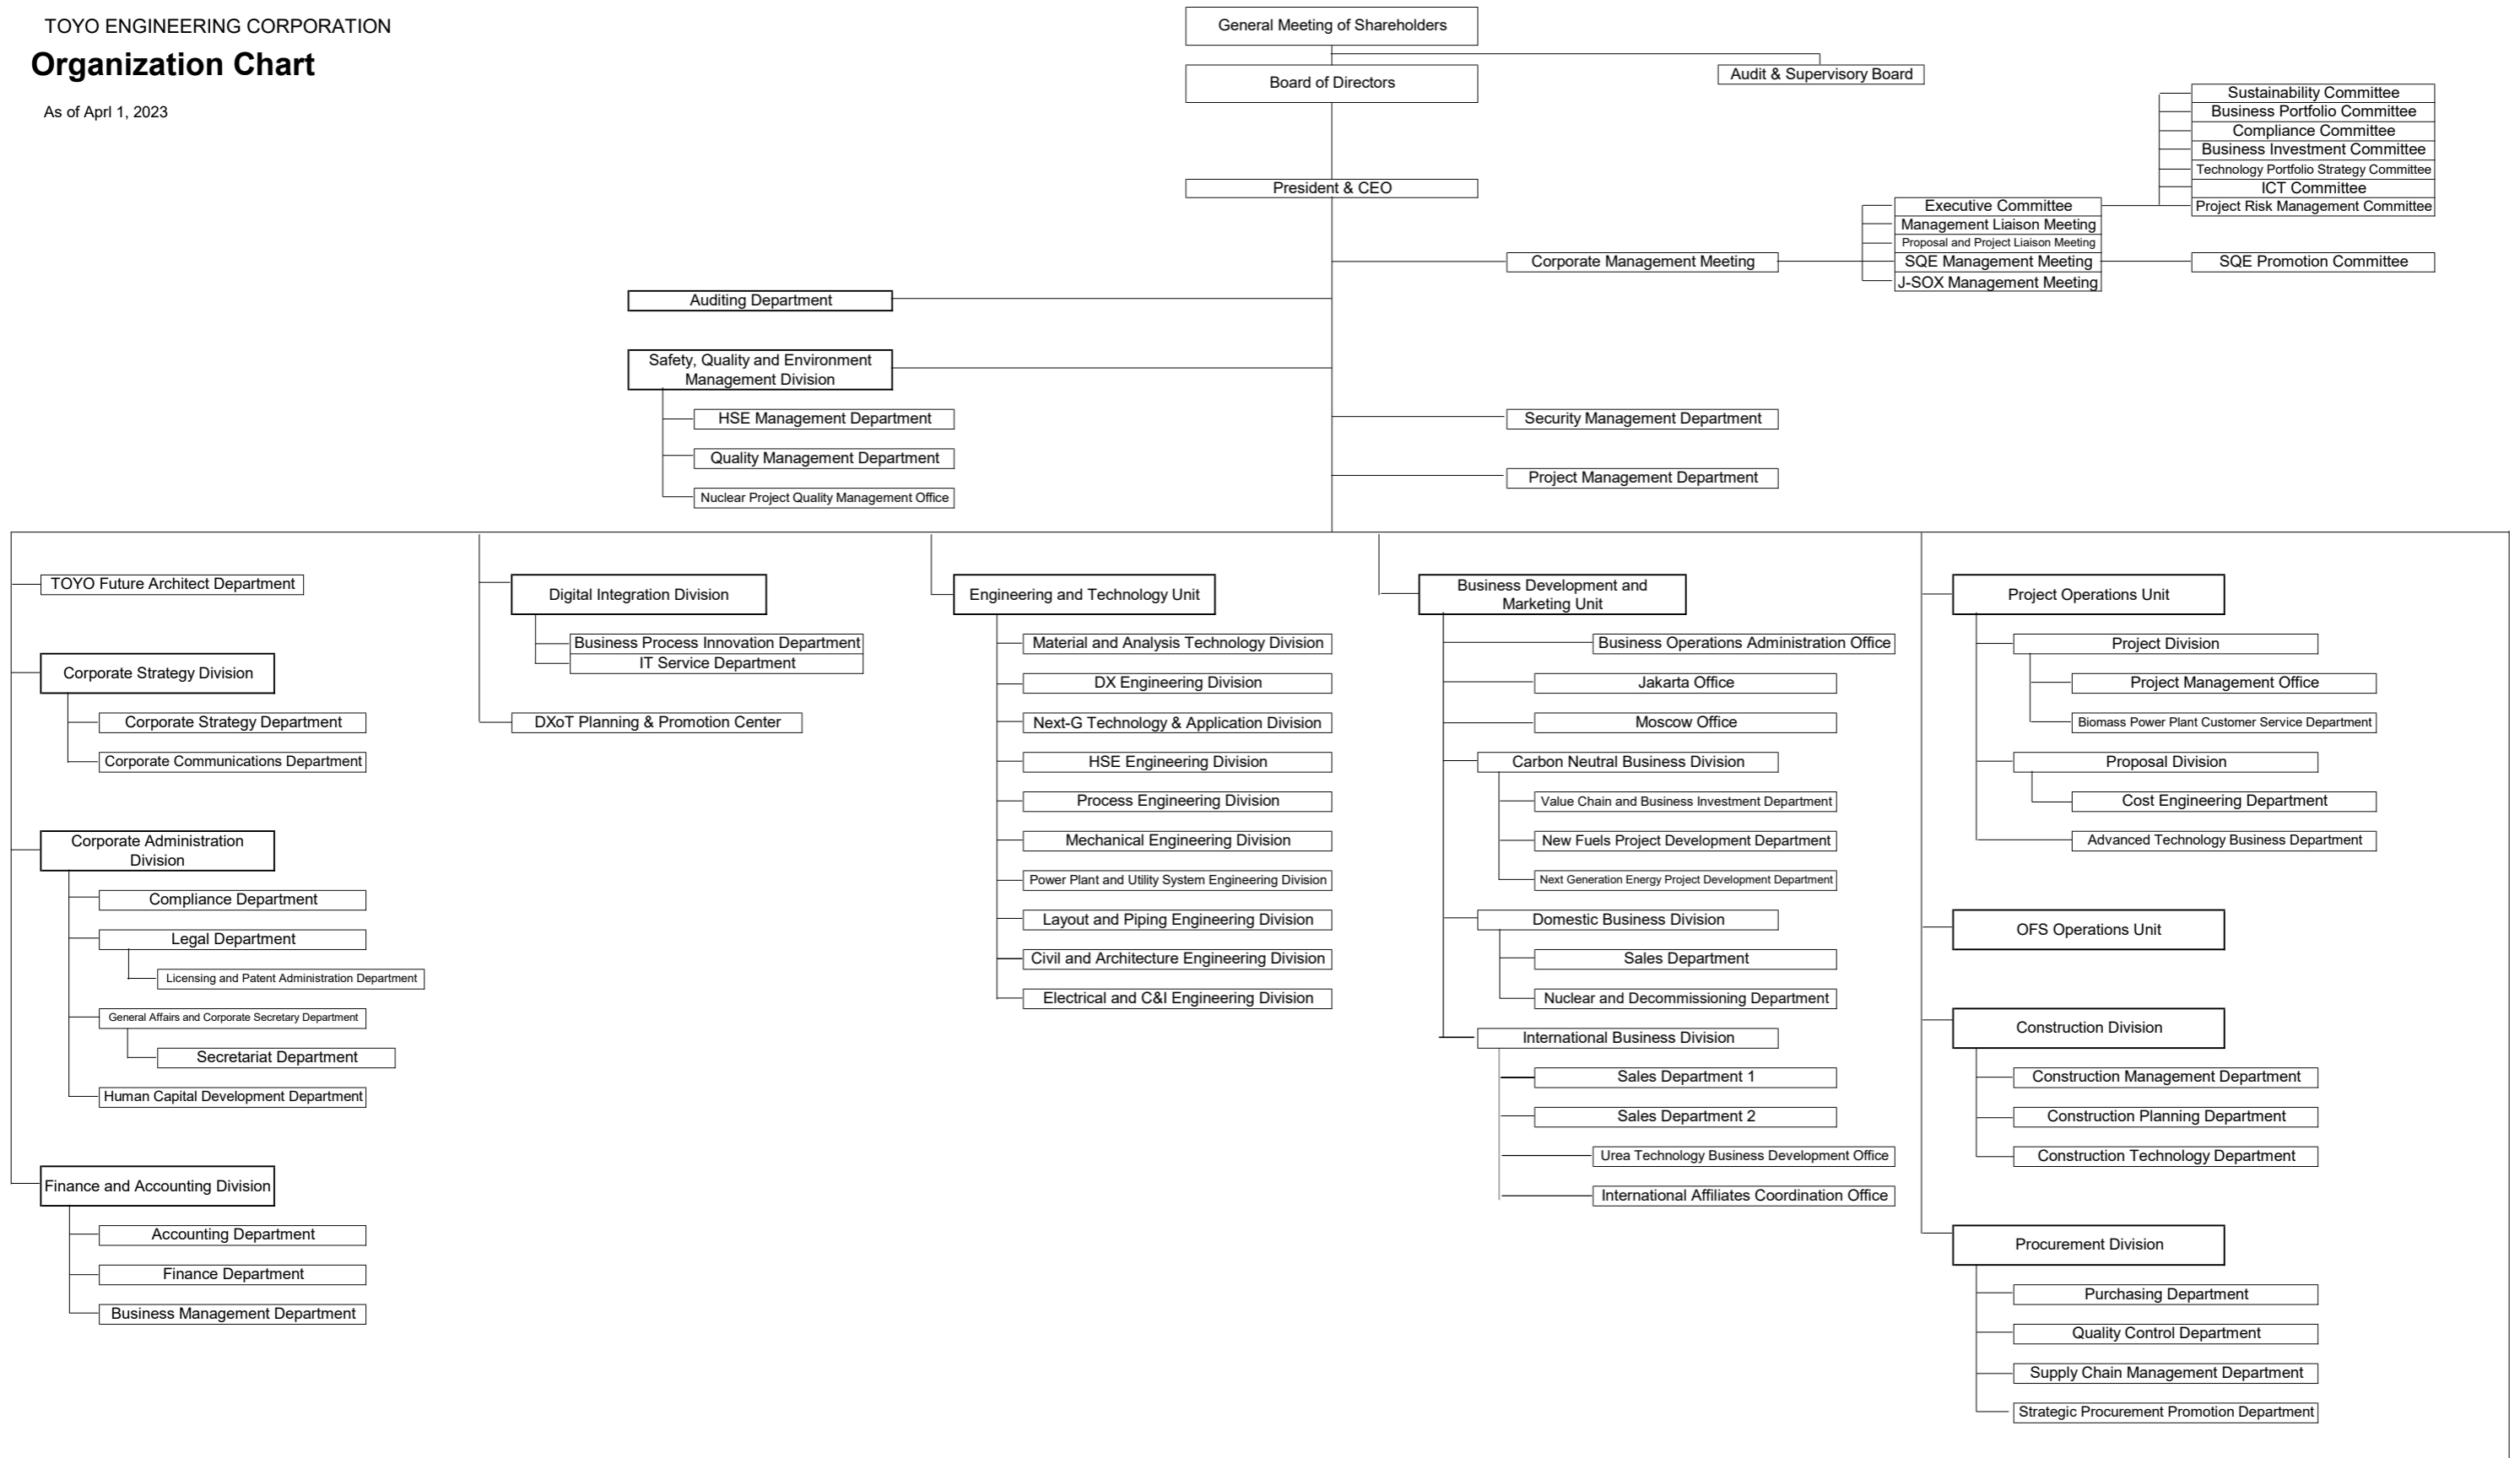 TOYO ENGINEERING CORPORATION
Organization Chart
As of Aprl 1, 2023
General Meeting of Shareholders
Board of Directors
Audit & Supervisory Board
Sustainability Committee
Business Portfolio Committee
Compliance Committee
Business Investment Committee
Technology Portfolio Strategy Committee
ICT Committee
Project Risk Management Committee
President & CEO
Executive Committee
Management Liaison Meeting
Proposal and Project Liaison Meeting
SQE Management Meeting
J-SOX Management Meeting
Corporate Management Meeting
SQE Promotion Committee
Auditing Department
Safety, Quality and Environment
Management Division
HSE Management Department
Quality Management Department
Nuclear Project Quality Management Office
Security Management Department
Project Management Department
TOYO Future Architect Department
Corporate Strategy Division
Corporate Strategy Department
Corporate Communications Department
Corporate Administration
Division
Compliance Department
Legal Department
Licensing and Patent Administration Department
General Affairs and Corporate Secretary Department
Secretariat Department
Human Capital Development Department
Finance and Accounting Division
Accounting Department
Finance Department
Business Management Department
Digital Integration Division
Business Process Innovation Department
IT Service Department
DXoT Planning & Promotion Center
Engineering and Technology Unit
Material and Analysis Technology Division
DX Engineering Division
Next-G Technology & Application Division
HSE Engineering Division
Process Engineering Division
Mechanical Engineering Division
Power Plant and Utility System Engineering Division
Layout and Piping Engineering Division
Civil and Architecture Engineering Division
Electrical and C&I Engineering Division
Business Development and
Marketing Unit
Business Operations Administration Office
Jakarta Office
Moscow Office
Carbon Neutral Business Division
Value Chain and Business Investment Department
New Fuels Project Development Department
Next Generation Energy Project Development Department
Domestic Business Division
Sales Department
Nuclear and Decommissioning Department
International Business Division
Sales Department 1
Sales Department 2
Urea Technology Business Development Office
International Affiliates Coordination Office
Project Operations Unit
Project Division
Project Management Office
Biomass Power Plant Customer Service Department
Proposal Division
Cost Engineering Department
Advanced Technology Business Department
OFS Operations Unit
Construction Division
Construction Management Department
Construction Planning Department
Construction Technology Department
Procurement Division
Purchasing Department
Quality Control Department
Supply Chain Management Department
Strategic Procurement Promotion Department